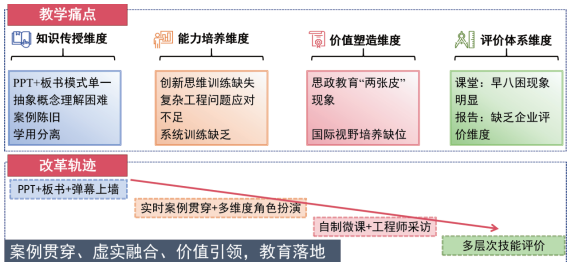 教学痛点
知识传授维度
能力培养维度
价值塑造维度
评价体系维度
PPT+板书模式单一
抽象概念理解困难
案例陈旧
学用分离
创新思维训练缺失
复杂工程问题应对
不足
系统训练缺乏
思政教育“两张皮”
现象
国际视野培养缺位
课堂：早八困现象
明显
报告：缺乏企业评
价维度
改革轨迹
PPT+板书+弹幕上墙
实时案例贯穿+多维度角色扮演
自制微课+工程师采访
多层次技能评价
案例贯穿、虚实融合、价值引领，教育落地